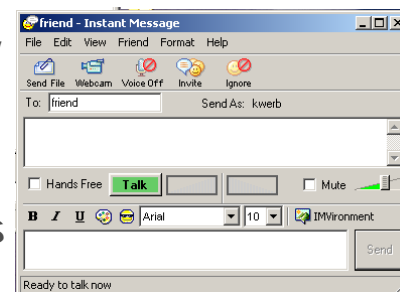 friend - Instant Message
File Edit View Friend Format Help
Send File Webcam Voice Off Invite Ignore
To: friend Send As: kwerb
Hands Free Talk Mute
B I U Arial 10 IMVironment
Send
Ready to talk now
s